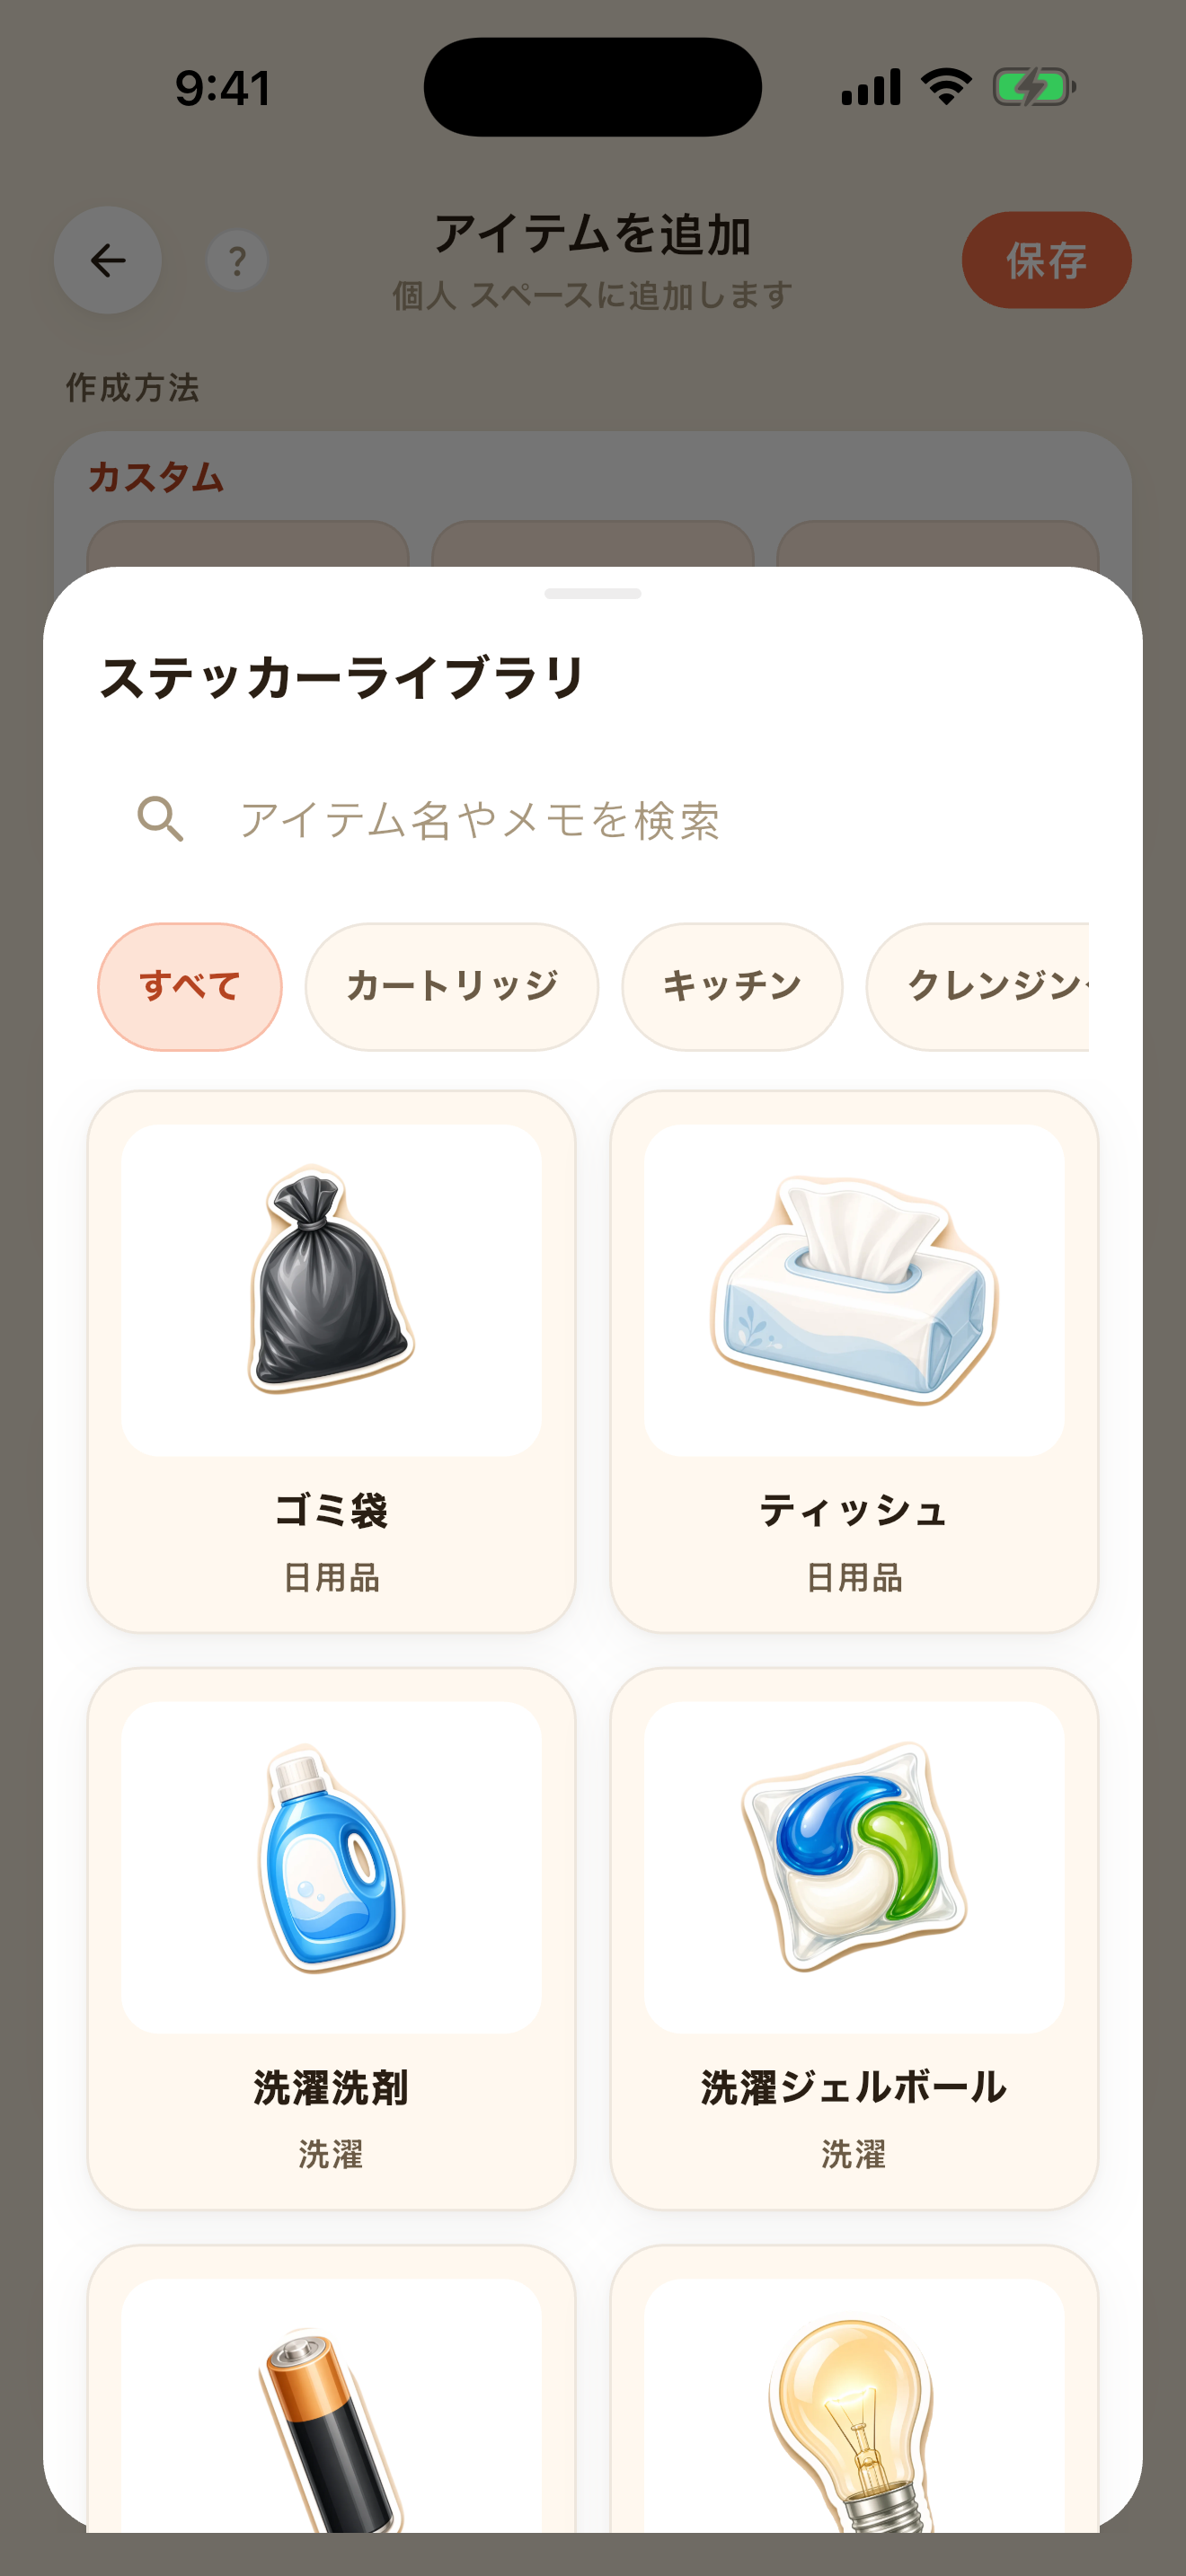 9:41
アイテムを追加
?
個人 スペースに追加します
保存
作成方法
カスタム
ステッカーライブラリ
アイテム名やメモを検索
すべて
カートリッジ
キッチン
クレンジン
ゴミ袋
日用品
ティッシュ
日用品
洗濯洗剤
洗濯
洗濯ジェルボール
洗濯